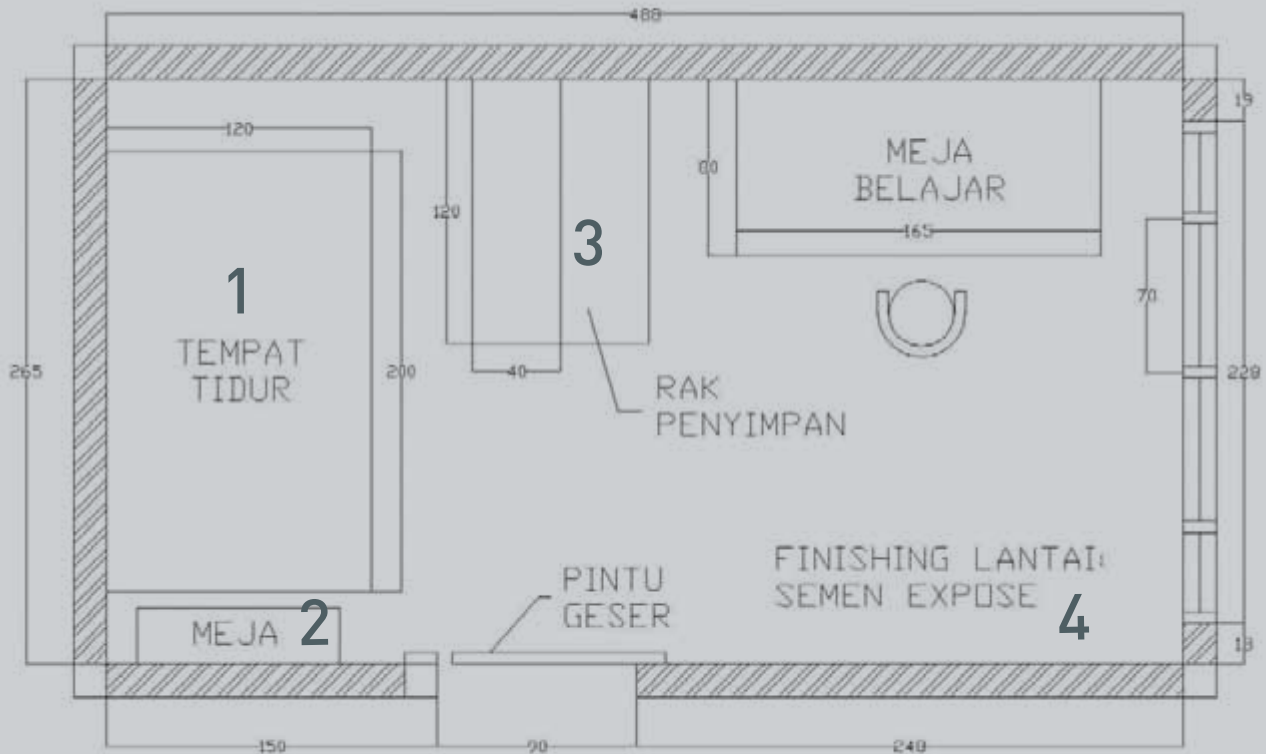 488
19
120
MEJA
BELAJAR
80
120
165
3
1
70
TEMPAT
TIDUR
265
200
40
228
RAK
PENYIMPAN
FINISHING LANTAI:
SEMEN EXPOSE
PINTU
GESER
4
MEJA 2
18
150
90
248